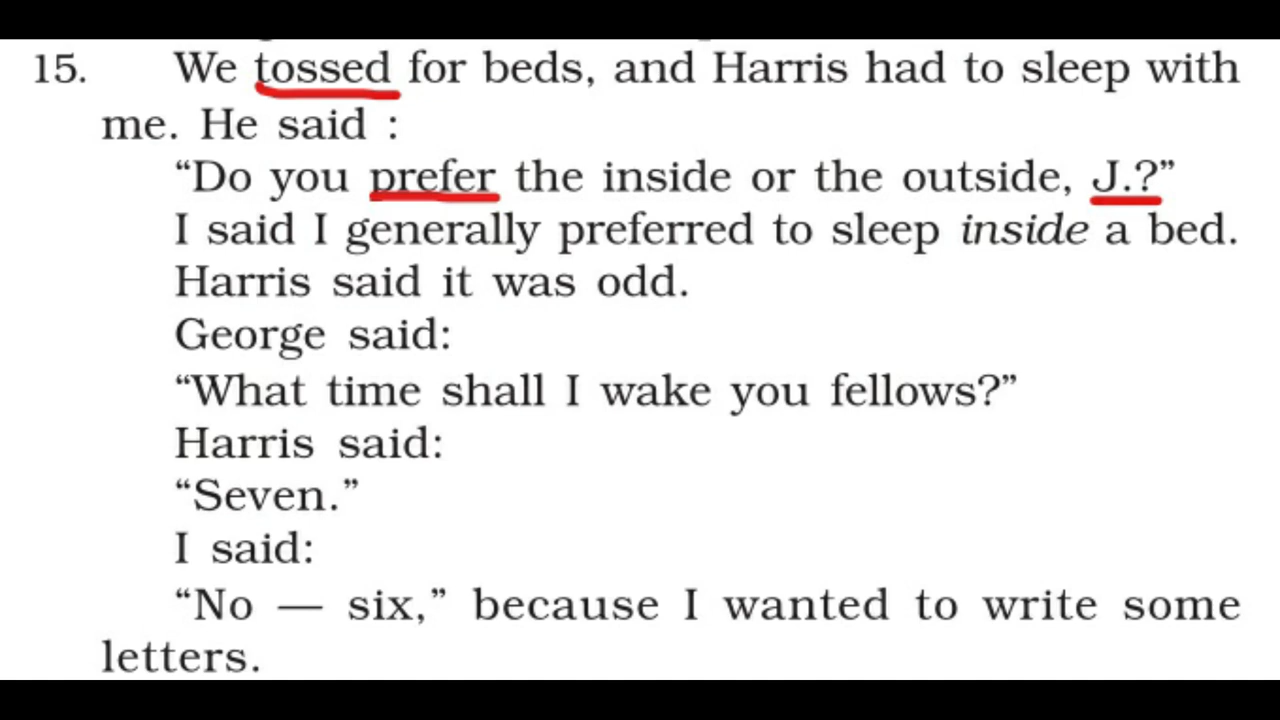 15. We tossed for beds, and Harris had to sleep with
me. He said :
“Do you prefer the inside or the outside, J.?”
I said I generally preferred to sleep inside a bed.
Harris said it was odd.
George said:
“What time shall I wake you fellows?”
Harris said:
“Seven.”
I said:
“No — six,” because I wanted to write some
letters.